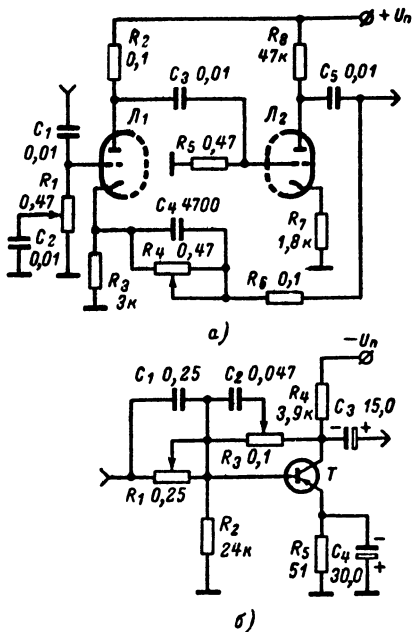 +Uп
R2
0,1
R8
47к
C3 0,01
C5 0,01
C1
0,01
Л1
Л2
R5 0,47
R1
0,47
C4 4700
C2
0,01
R4 0,47
R7
1,8к
R3
3к
R6 0,1
а)
-Uп
C1 0,25
C2 0,047
R4
3,9к
C3 15,0
- +
R1 0,25
R3 0,1
T
R2
24к
R5
51
C4
30,0
-
+
б)